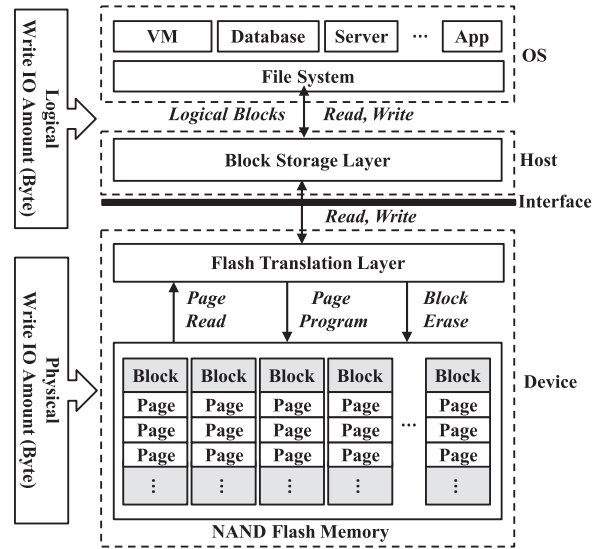 VM
Database
Server
...
App
OS
File System
Logical Blocks
Read, Write
Logical
Write IO Amount (Byte)
Block Storage Layer
Host
Interface
Read, Write
Flash Translation Layer
Page
Read
Page
Program
Block
Erase
Physical
Write IO Amount (Byte)
Device
Block
Page
Page
Page
⋮
Block
Page
Page
Page
⋮
Block
Page
Page
Page
⋮
Block
Page
Page
Page
⋮
...
Block
Page
Page
Page
⋮
NAND Flash Memory